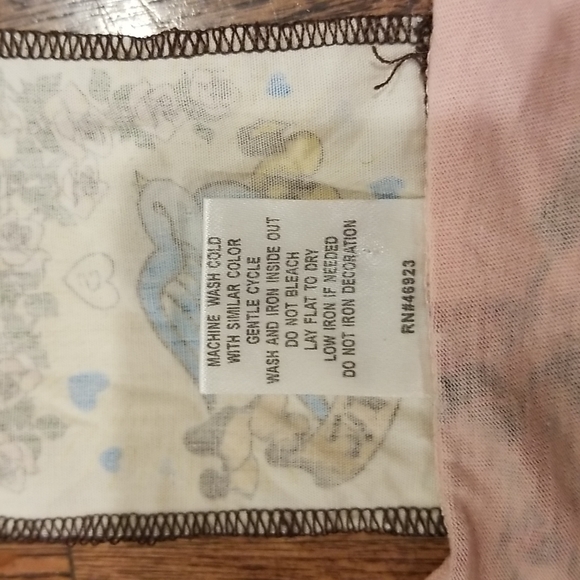 MACHINE WASH COLD
WITH SIMILAR COLOR
GENTLE CYCLE
WASH AND IRON INSIDE OUT
DO NOT BLEACH
LAY FLAT TO DRY
LOW IRON IF NEEDED
DO NOT IRON DECORATION
RN#46923